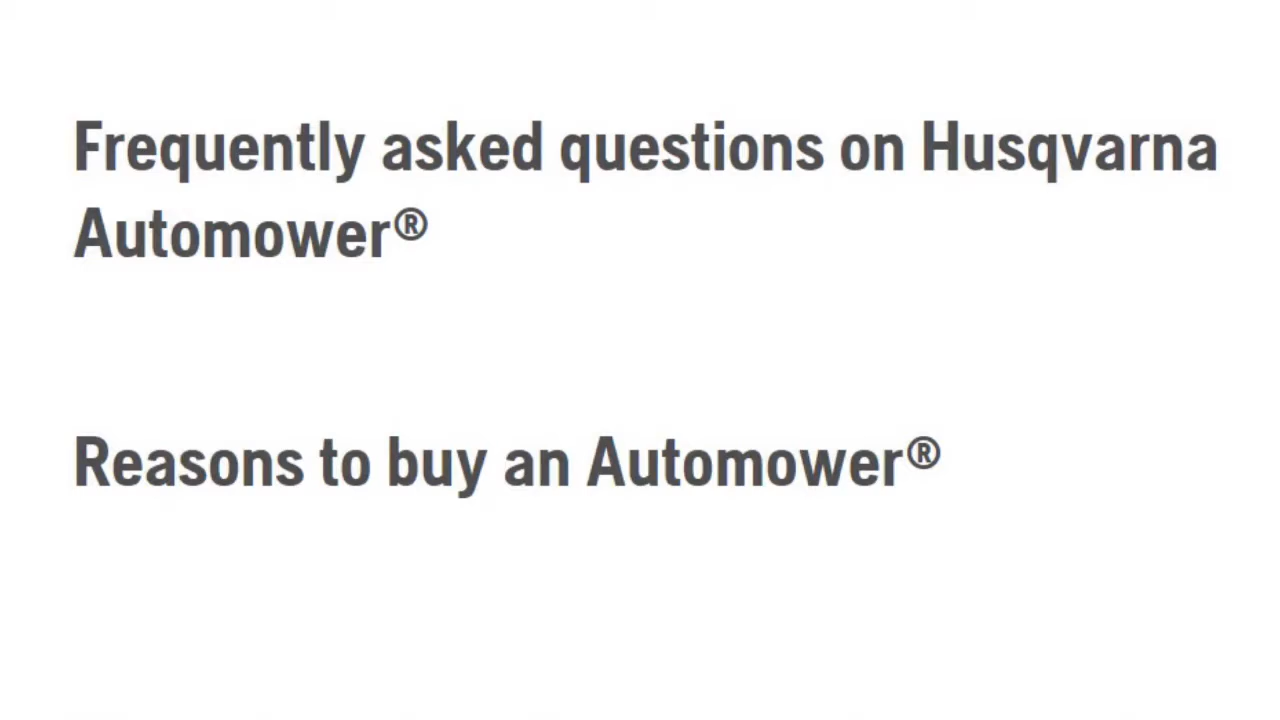 Frequently asked questions on Husqvarna
Automower®
Reasons to buy an Automower®